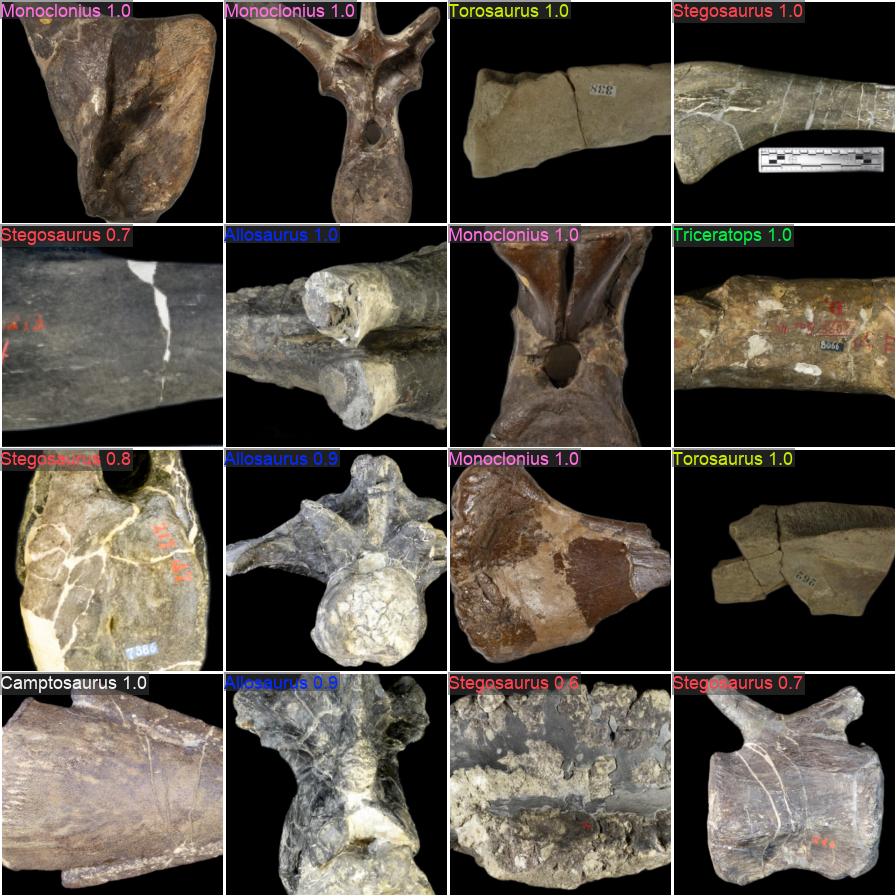 Monoclonius 1.0
Monoclonius 1.0
Torosaurus 1.0
Stegosaurus 1.0
838
Stegosaurus 0.7
Allosaurus 1.0
Monoclonius 1.0
Triceratops 1.0
8066
Stegosaurus 0.8
Allosaurus 0.9
Monoclonius 1.0
Torosaurus 1.0
7386
Camptosaurus 1.0
Allosaurus 0.9
Stegosaurus 0.6
Stegosaurus 0.7